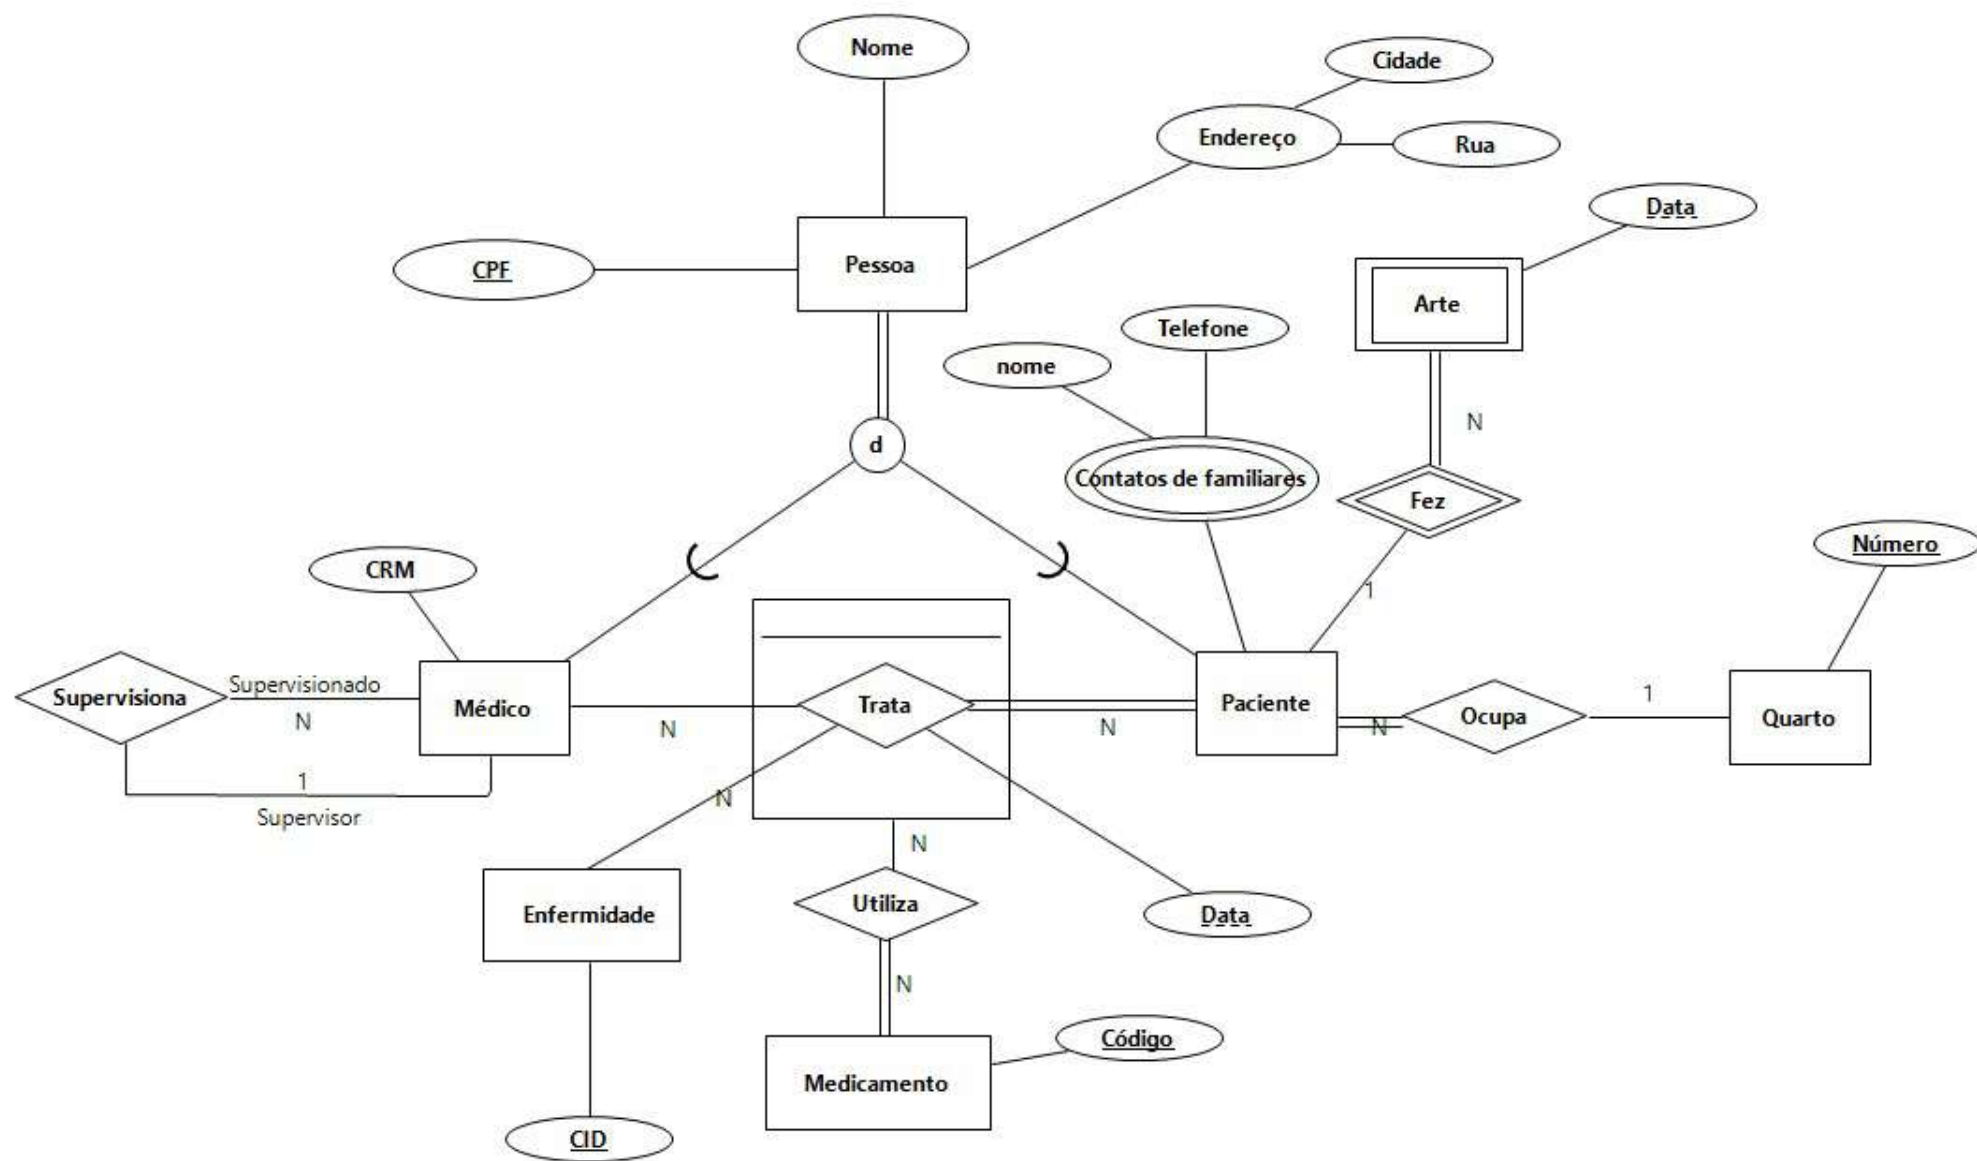 Nome
Cidade
Endereço
Rua
Data
CPF
Pessoa
Arte
Telefone
nome
N
d
Contatos de familiares
Fez
Número
CRM
1
Supervisiona
Supervisionado
N
Médico
N
Trata
N
Paciente
N
Ocupa
1
Quarto
1
Supervisor
N
N
Enfermidade
Utiliza
Data
N
Código
Medicamento
CID